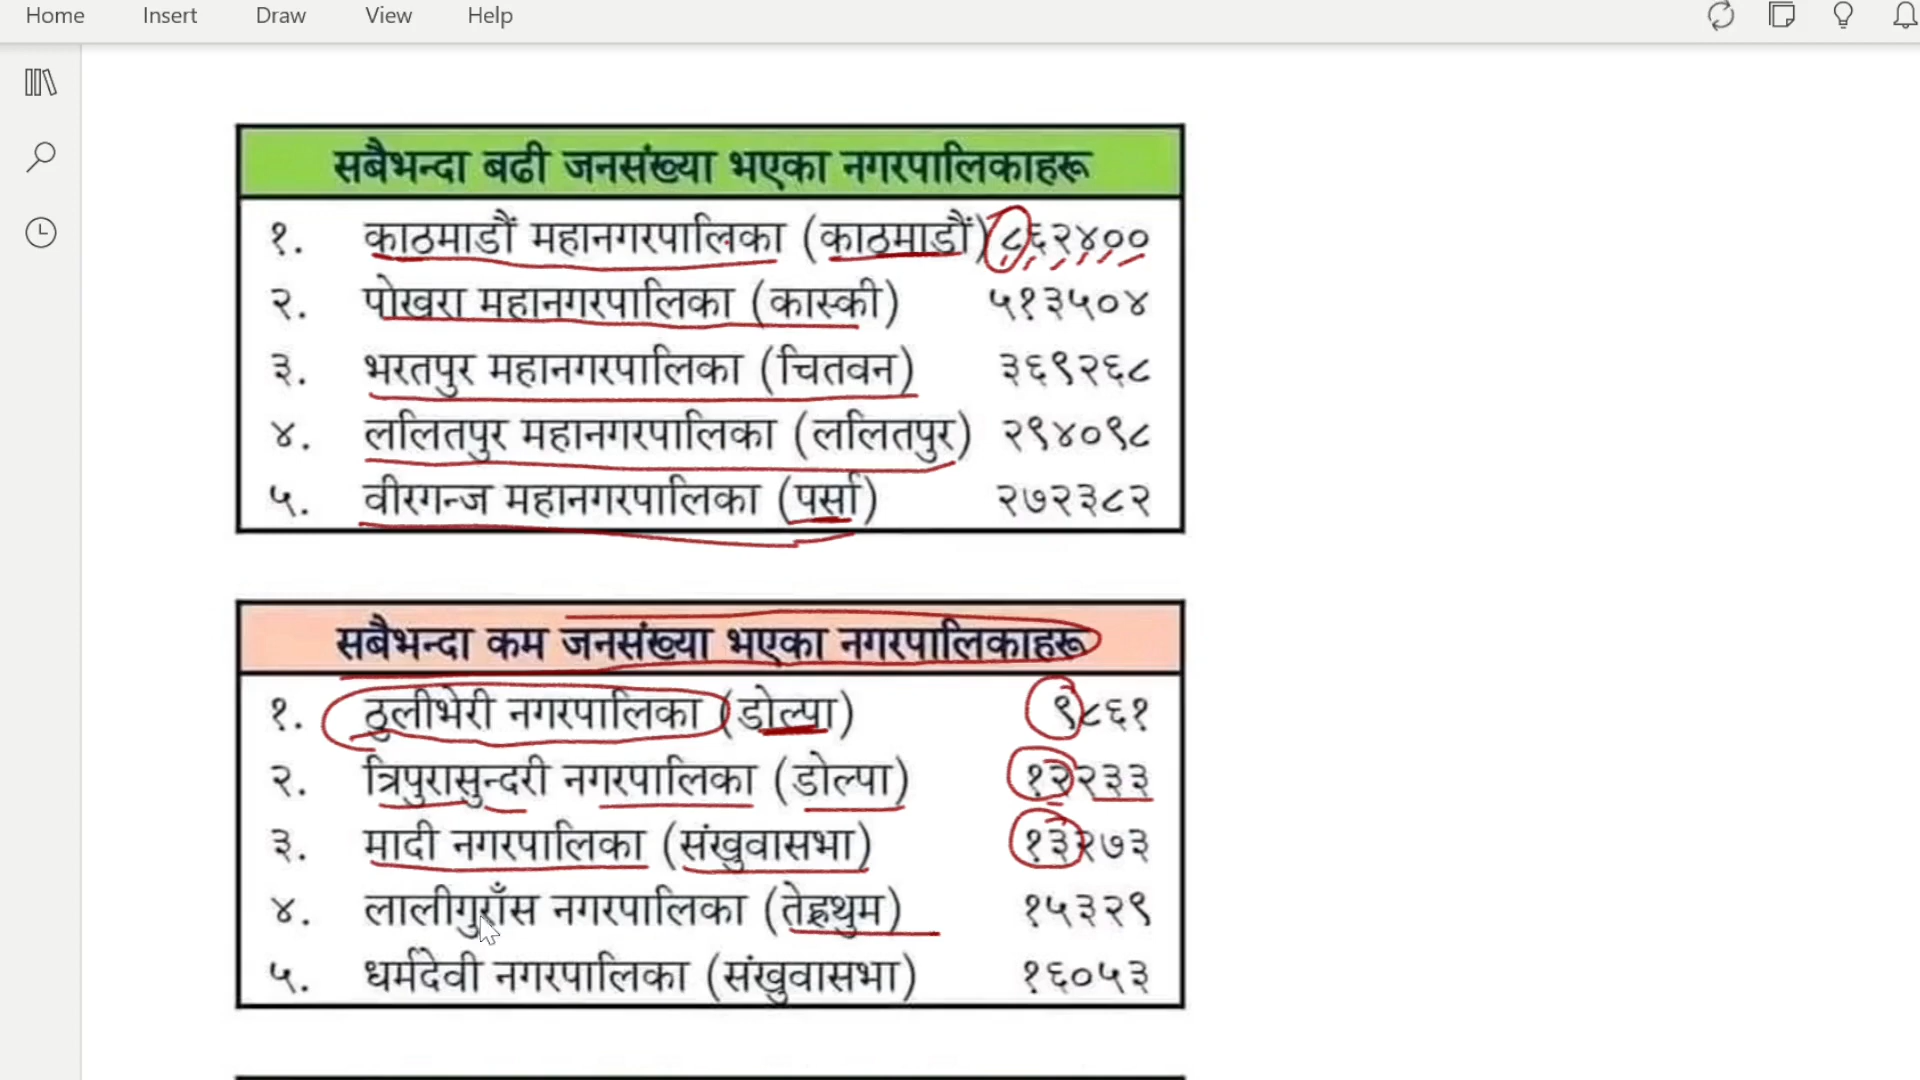 Home Insert Draw View Help
सबैभन्दा बढी जनसंख्या भएका नगरपालिकाहरू
१. काठमाडौं महानगरपालिका (काठमाडौं) ८६२४००
२. पोखरा महानगरपालिका (कास्की) ५१३५०४
३. भरतपुर महानगरपालिका (चितवन) ३६९२६८
४. ललितपुर महानगरपालिका (ललितपुर) २९४०९८
५. वीरगन्ज महानगरपालिका (पर्सा) २७२३८२
सबैभन्दा कम जनसंख्या भएका नगरपालिकाहरू
१. ठुलीभेरी नगरपालिका (डोल्पा) ९८६१
२. त्रिपुरासुन्दरी नगरपालिका (डोल्पा) १२२३३
३. मादी नगरपालिका (संखुवासभा) १३२७३
४. लालीगुराँस नगरपालिका (तेह्रथुम) १५३२९
५. धर्मदेवी नगरपालिका (संखुवासभा) १६०५३